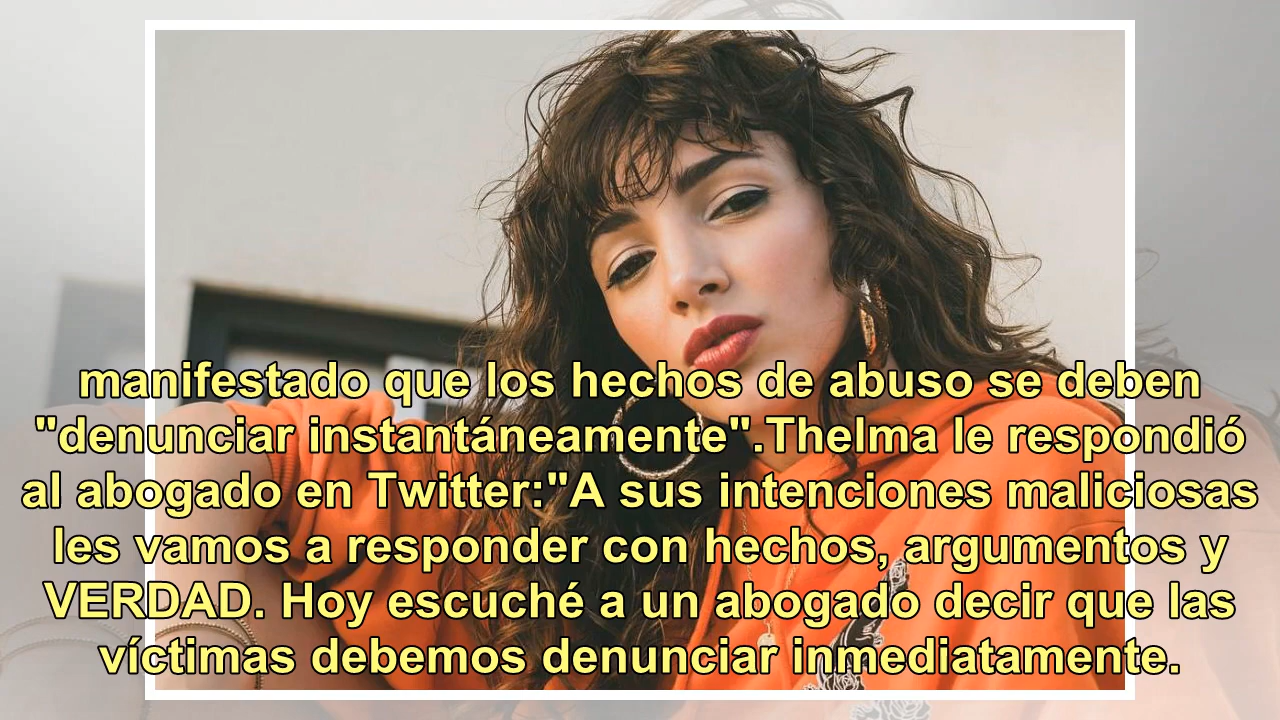 manifestado que los hechos de abuso se deben
"denunciar instantáneamente".Thelma le respondió
al abogado en Twitter:"A sus intenciones maliciosas
les vamos a responder con hechos, argumentos y
VERDAD. Hoy escuché a un abogado decir que las
víctimas debemos denunciar inmediatamente.